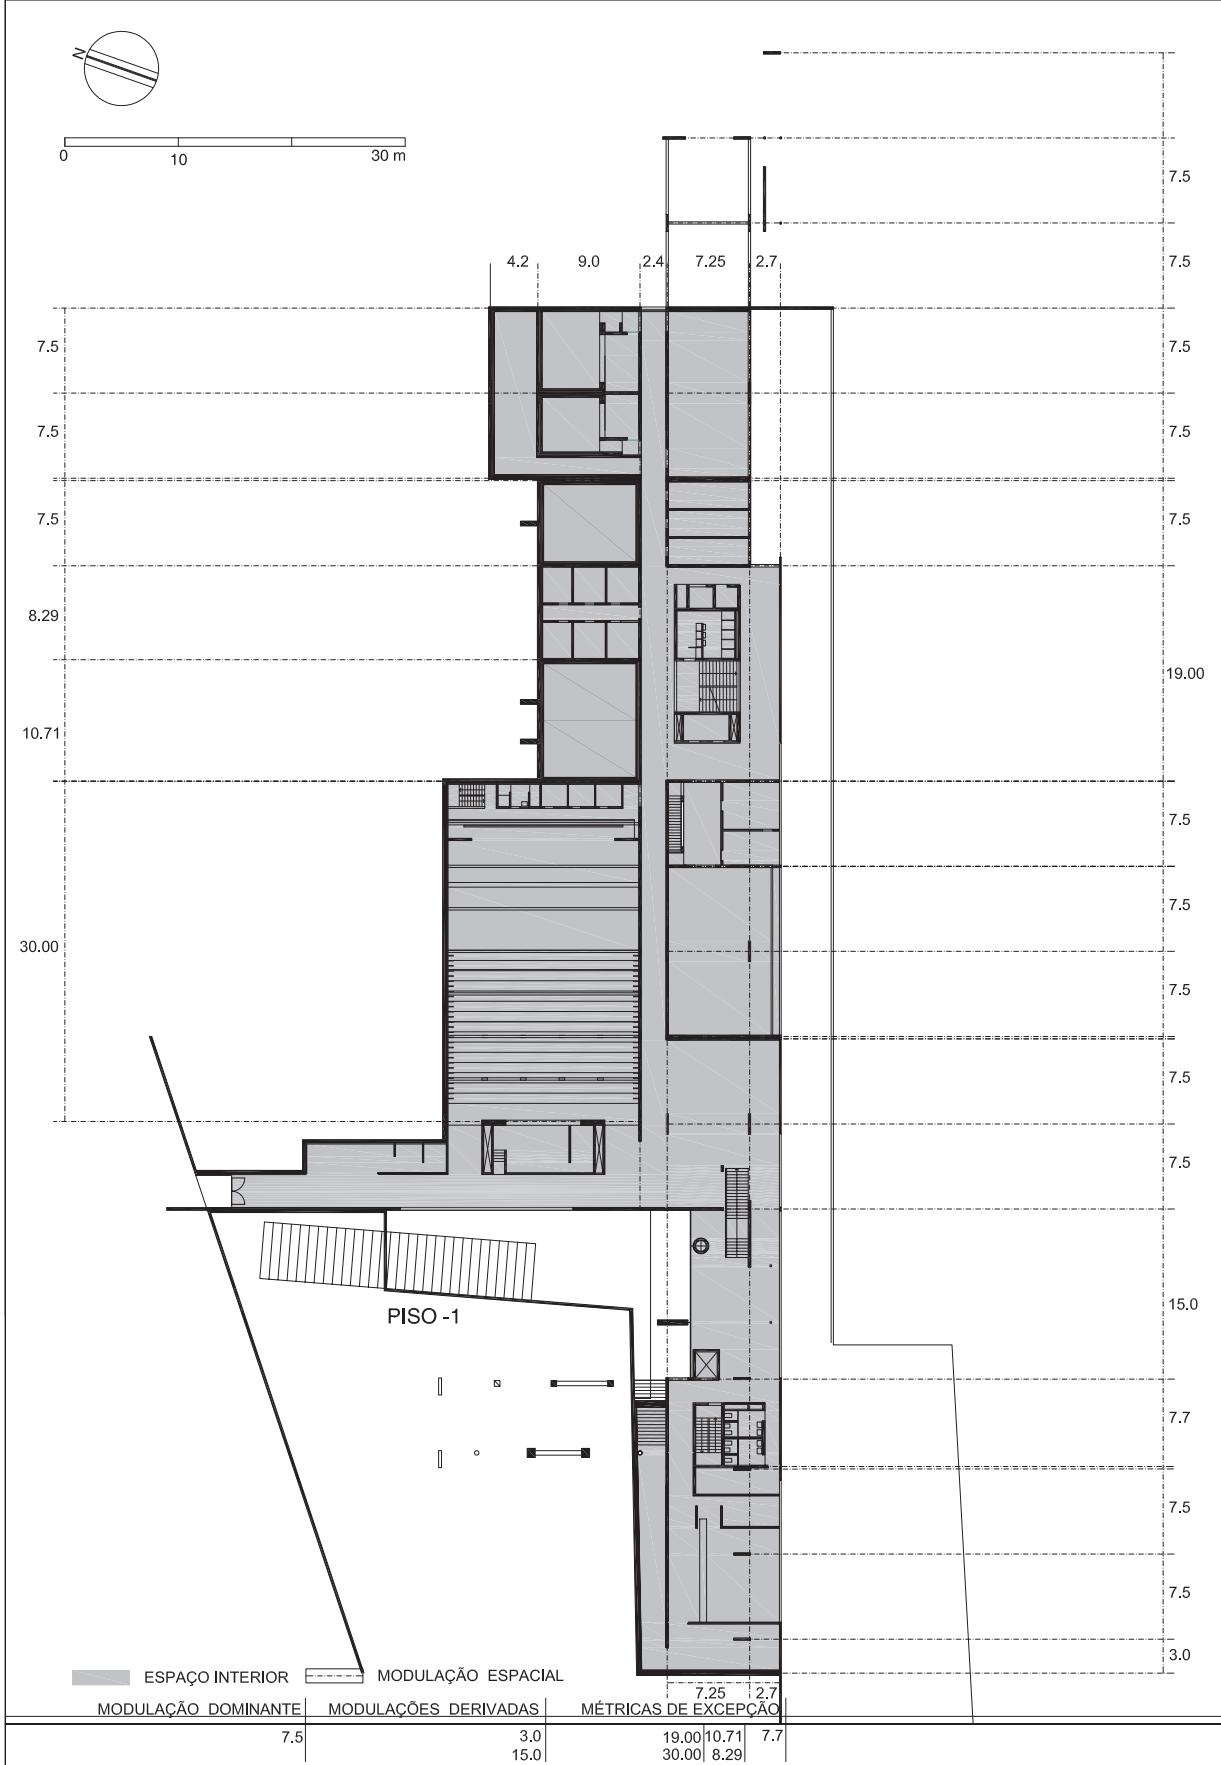 N
0 10 30 m
7.5
4.2 9.0 2.4 7.25 2.7
7.5
7.5
7.5
7.5
7.5
7.5
7.5
8.29
19.00
10.71
7.5
7.5
30.00
7.5
7.5
7.5
15.0
PISO -1
7.7
7.5
7.5
3.0
ESPAÇO INTERIOR MODULAÇÃO ESPACIAL
7.25 2.7
MODULAÇÃO DOMINANTE MODULAÇÕES DERIVADAS MÉTRICAS DE EXCEPÇÃO
7.5 3.0 19.00 10.71 7.7
15.0 30.00 8.29